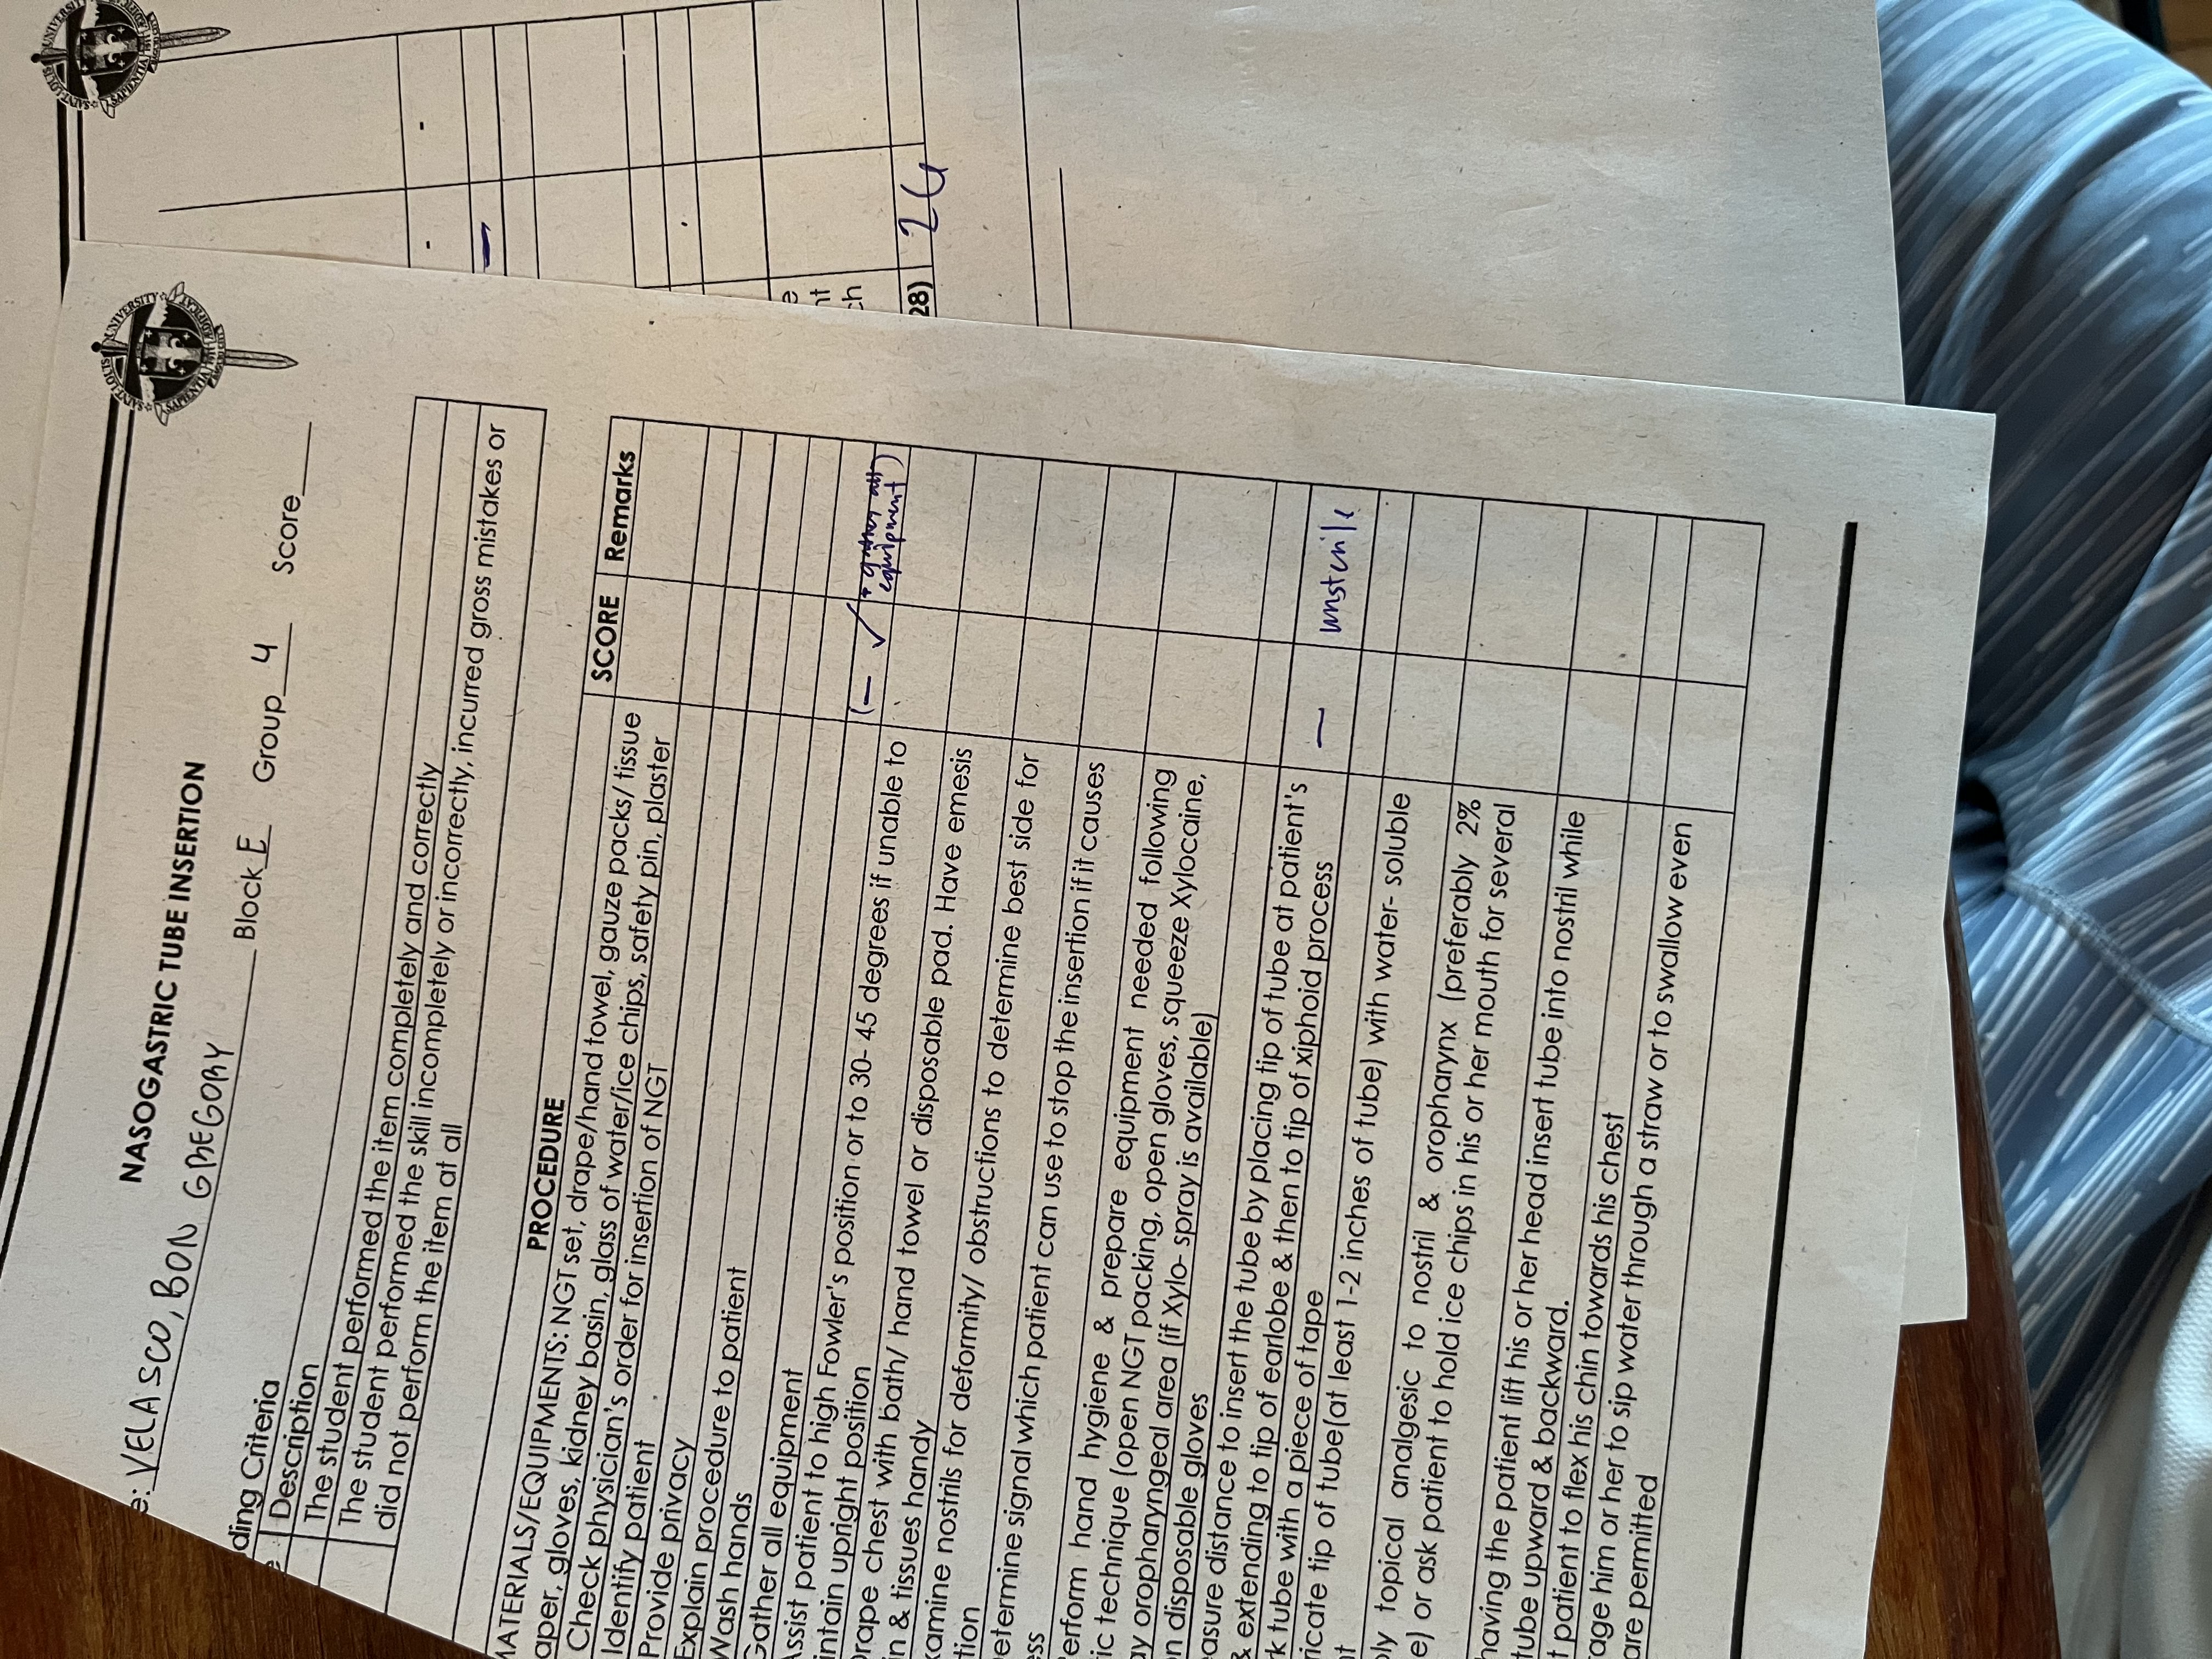 NASOGASTRIC TUBE INSERTION
e: VELASCO, BON GREGORY Block E Group 4 Score
ding Criteria
e Description
The student performed the item completely and correctly
The student performed the skill incompletely or incorrectly, incurred gross mistakes or
did not perform the item at all
PROCEDURE SCORE Remarks
MATERIALS/EQUIPMENTS: NGT set, drape/hand towel, gauze packs/ tissue
aper, gloves, kidney basin, glass of water/ice chips, safety pin, plaster
Check physician's order for insertion of NGT
Identify patient
Provide privacy
Explain procedure to patient
Wash hands
Gather all equipment
Assist patient to high Fowler's position or to 30- 45 degrees if unable to
intain upright position
(— ✓ gather all
equipment)
Drape chest with bath/ hand towel or disposable pad. Have emesis
in & tissues handy
xamine nostrils for deformity/ obstructions to determine best side for
tion
etermine signal which patient can use to stop the insertion if it causes
ess
Perform hand hygiene & prepare equipment needed following
ic technique (open NGT packing, open gloves, squeeze Xylocaine,
ay oropharyngeal area (if Xylo- spray is available)
on disposable gloves
easure distance to insert the tube by placing tip of tube at patient's
& extending to tip of earlobe & then to tip of xiphoid process
— unsterile
rk tube with a piece of tape
ricate tip of tube(at least 1-2 inches of tube) with water- soluble
nt
ply topical analgesic to nostril & oropharynx (preferably 2%
e) or ask patient to hold ice chips in his or her mouth for several
having the patient lift his or her head insert tube into nostril while
tube upward & backward.
t patient to flex his chin towards his chest
rage him or her to sip water through a straw or to swallow even
are permitted
SAINT LOUIS UNIVERSITY
SAPIENTIA ÆDIFICAT
1911
BAGUIO CITY
- -
—
e
nt
ch
28)